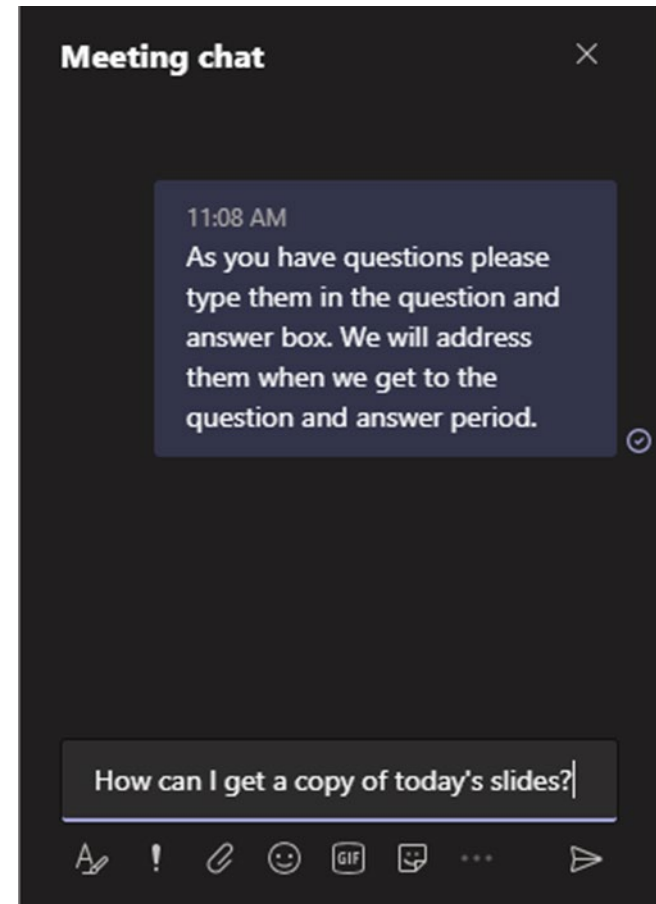 Meeting chat
11:08 AM
As you have questions please
type them in the question and
answer box. We will address
them when we get to the
question and answer period.
How can I get a copy of today's slides?
GIF